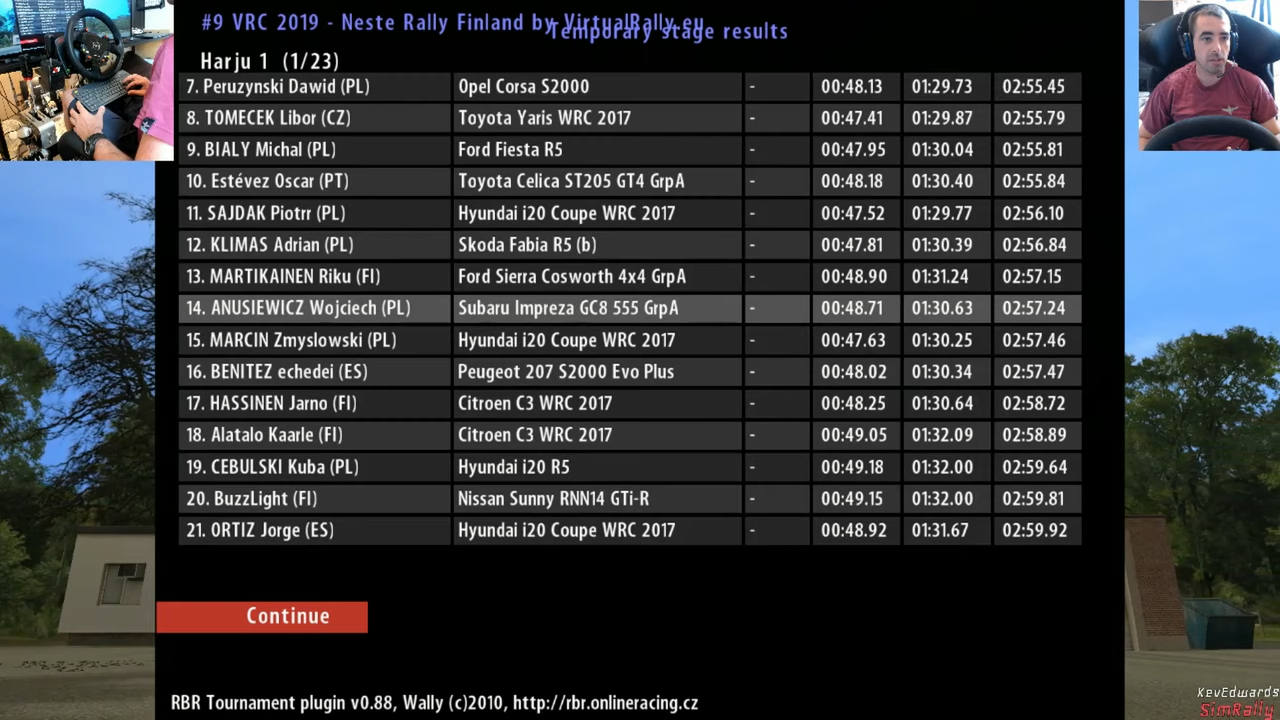 #9 VRC 2019 - Neste Rally Finland by VirtualRally.eu
Temporary stage results
Harju 1 (1/23)
7. Peruzynski Dawid (PL) Opel Corsa S2000 - 00:48.13 01:29.73 02:55.45
8. TOMECEK Libor (CZ) Toyota Yaris WRC 2017 - 00:47.41 01:29.87 02:55.79
9. BIALY Michal (PL) Ford Fiesta R5 - 00:47.95 01:30.04 02:55.81
10. Estévez Oscar (PT) Toyota Celica ST205 GT4 GrpA - 00:48.18 01:30.40 02:55.84
11. SAJDAK Piotrr (PL) Hyundai i20 Coupe WRC 2017 - 00:47.52 01:29.77 02:56.10
12. KLIMAS Adrian (PL) Skoda Fabia R5 (b) - 00:47.81 01:30.39 02:56.84
13. MARTIKAINEN Riku (FI) Ford Sierra Cosworth 4x4 GrpA - 00:48.90 01:31.24 02:57.15
14. ANUSIEWICZ Wojciech (PL) Subaru Impreza GC8 555 GrpA - 00:48.71 01:30.63 02:57.24
15. MARCIN Zmyslowski (PL) Hyundai i20 Coupe WRC 2017 - 00:47.63 01:30.25 02:57.46
16. BENITEZ echedei (ES) Peugeot 207 S2000 Evo Plus - 00:48.02 01:30.34 02:57.47
17. HASSINEN Jarno (FI) Citroen C3 WRC 2017 - 00:48.25 01:30.64 02:58.72
18. Alatalo Kaarle (FI) Citroen C3 WRC 2017 - 00:49.05 01:32.09 02:58.89
19. CEBULSKI Kuba (PL) Hyundai i20 R5 - 00:49.18 01:32.00 02:59.64
20. BuzzLight (FI) Nissan Sunny RNN14 GTi-R - 00:49.15 01:32.00 02:59.81
21. ORTIZ Jorge (ES) Hyundai i20 Coupe WRC 2017 - 00:48.92 01:31.67 02:59.92
Continue
RBR Tournament plugin v0.88, Wally (c)2010, http://rbr.onlineracing.cz
KevEdwards
SimRally